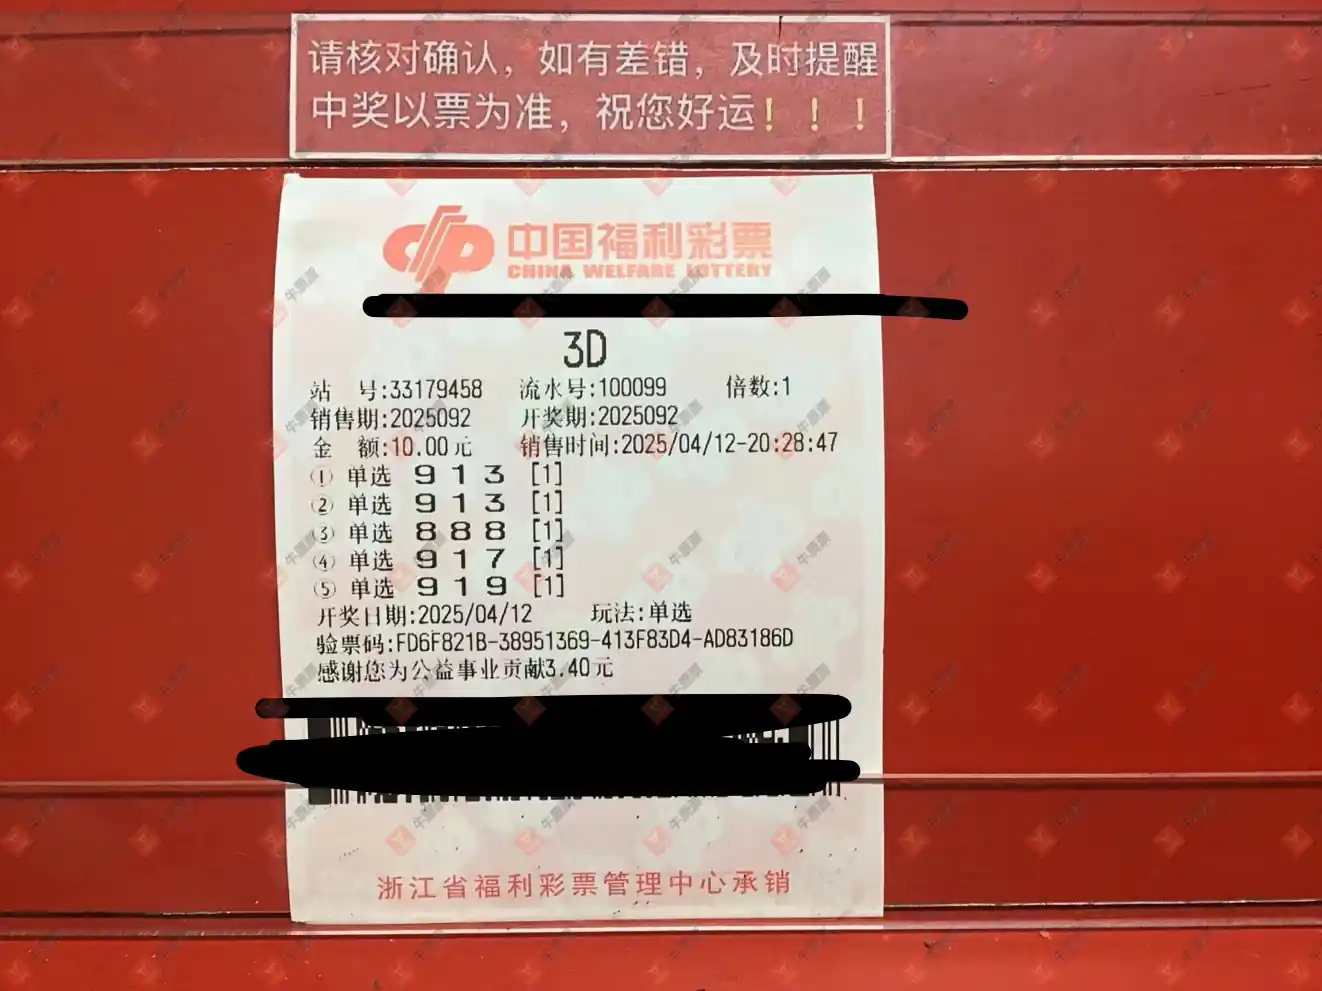 请核对确认，如有差错，及时提醒
中奖以票为准，祝您好运！！！
中国福利彩票
CHINA WELFARE LOTTERY
3D
站 号:33179458 流水号:100099 倍数:1
销售期:2025092 开奖期:2025092
金 额:10.00元 销售时间:2025/04/12-20:28:47
① 单选 9 1 3 [1]
② 单选 9 1 3 [1]
③ 单选 8 8 8 [1]
④ 单选 9 1 7 [1]
⑤ 单选 9 1 9 [1]
开奖日期:2025/04/12 玩法:单选
验票码:FD6F821B-38951369-413F83D4-AD83186D
感谢您为公益事业贡献3.40元
浙江省福利彩票管理中心承销